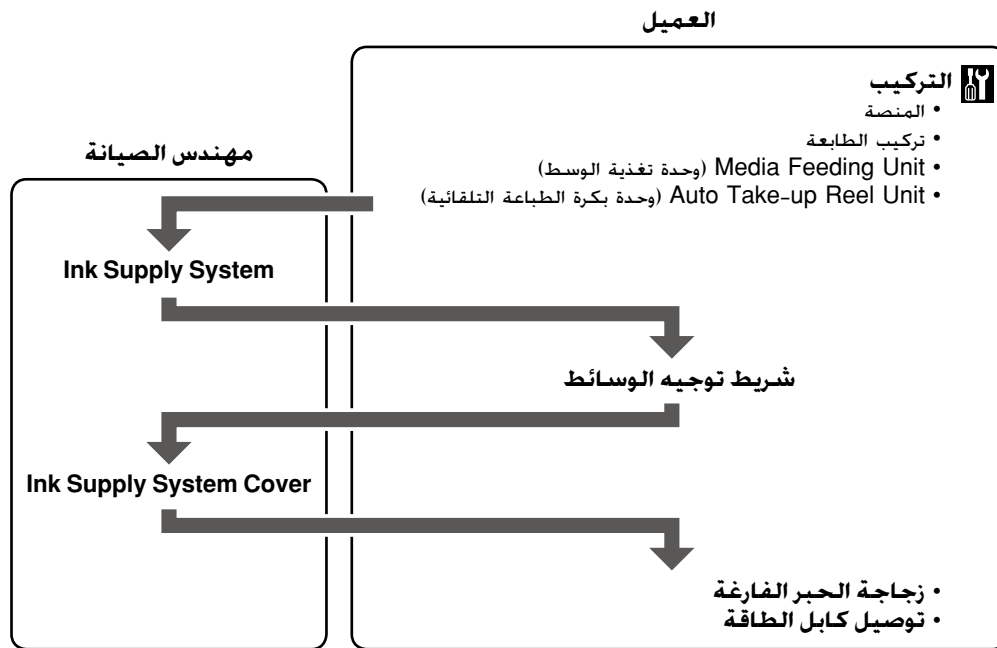 العميل
التركيب
• المنصة
• تركيب الطابعة
• Media Feeding Unit (وحدة تغذية الوسط)
• Auto Take-up Reel Unit (وحدة بكرة الطباعة التلقائية)
مهندس الصيانة
Ink Supply System
شريط توجيه الوسائط
Ink Supply System Cover
• زجاجة الحبر الفارغة
• توصيل كابل الطاقة